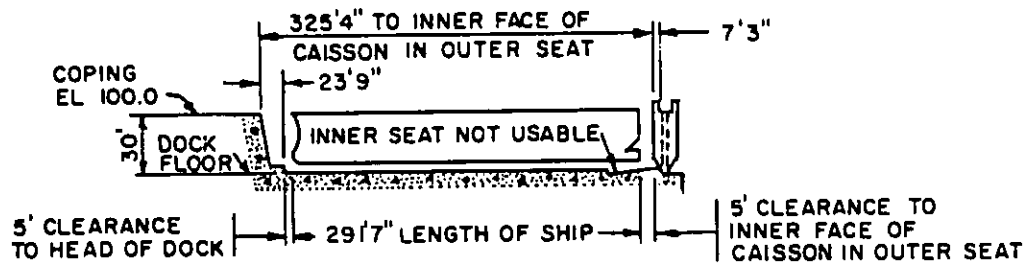 325'4" TO INNER FACE OF
CAISSON IN OUTER SEAT
7'3"
23'9"
COPING
EL 100.0
30'
DOCK
FLOOR
INNER SEAT NOT USABLE
5' CLEARANCE
TO HEAD OF DOCK
291'7" LENGTH OF SHIP
5' CLEARANCE TO
INNER FACE OF
CAISSON IN OUTER SEAT